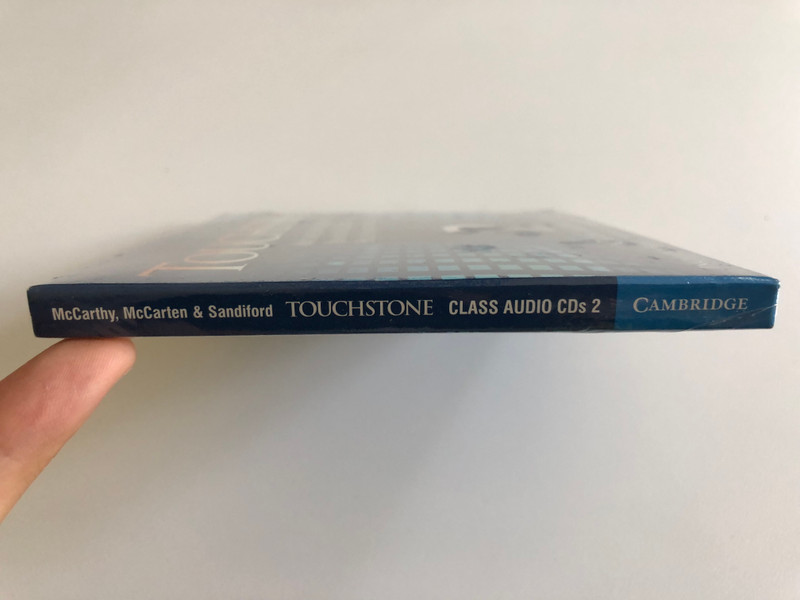 McCarthy, McCarten & Sandiford TOUCHSTONE CLASS AUDIO CDs 2 CAMBRIDGE